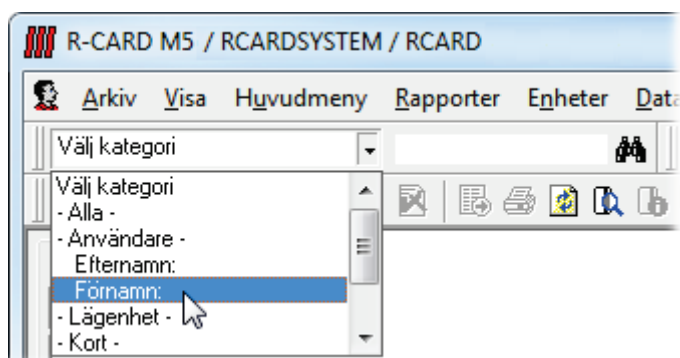 R-CARD M5 / RCARDSYSTEM / RCARD
Arkiv Visa Huvudmeny Rapporter Enheter Data
Välj kategori
Välj kategori
- Alla -
- Användare -
Efternamn:
Förnamn:
- Lägenhet -
- Kort -